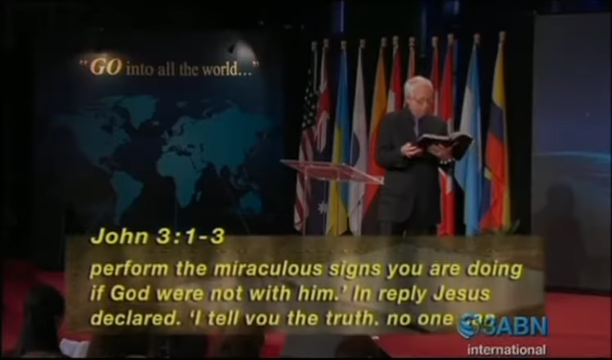 "GO into all the world..."
John 3:1-3
perform the miraculous signs you are doing
if God were not with him.' In reply Jesus
declared, 'I tell you the truth, no one can
3ABN
international